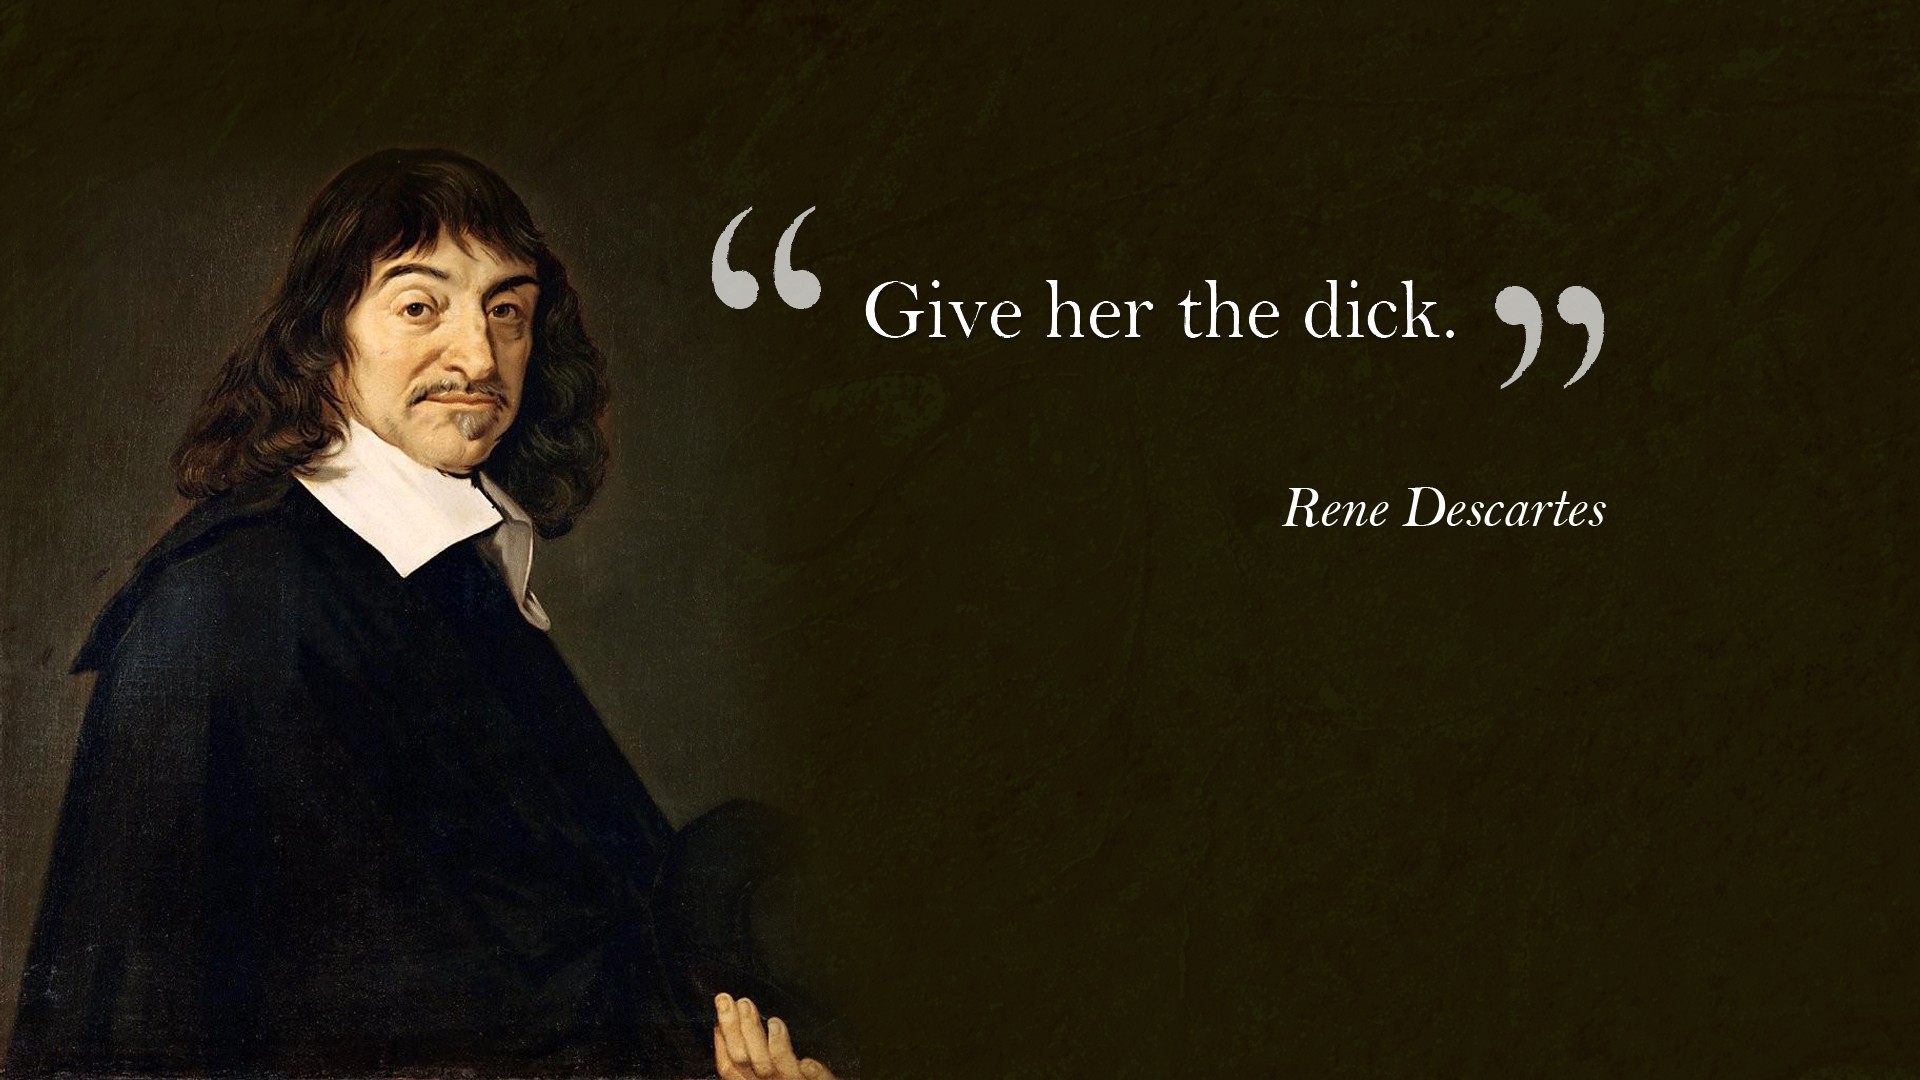 “ Give her the dick. ”
Rene Descartes